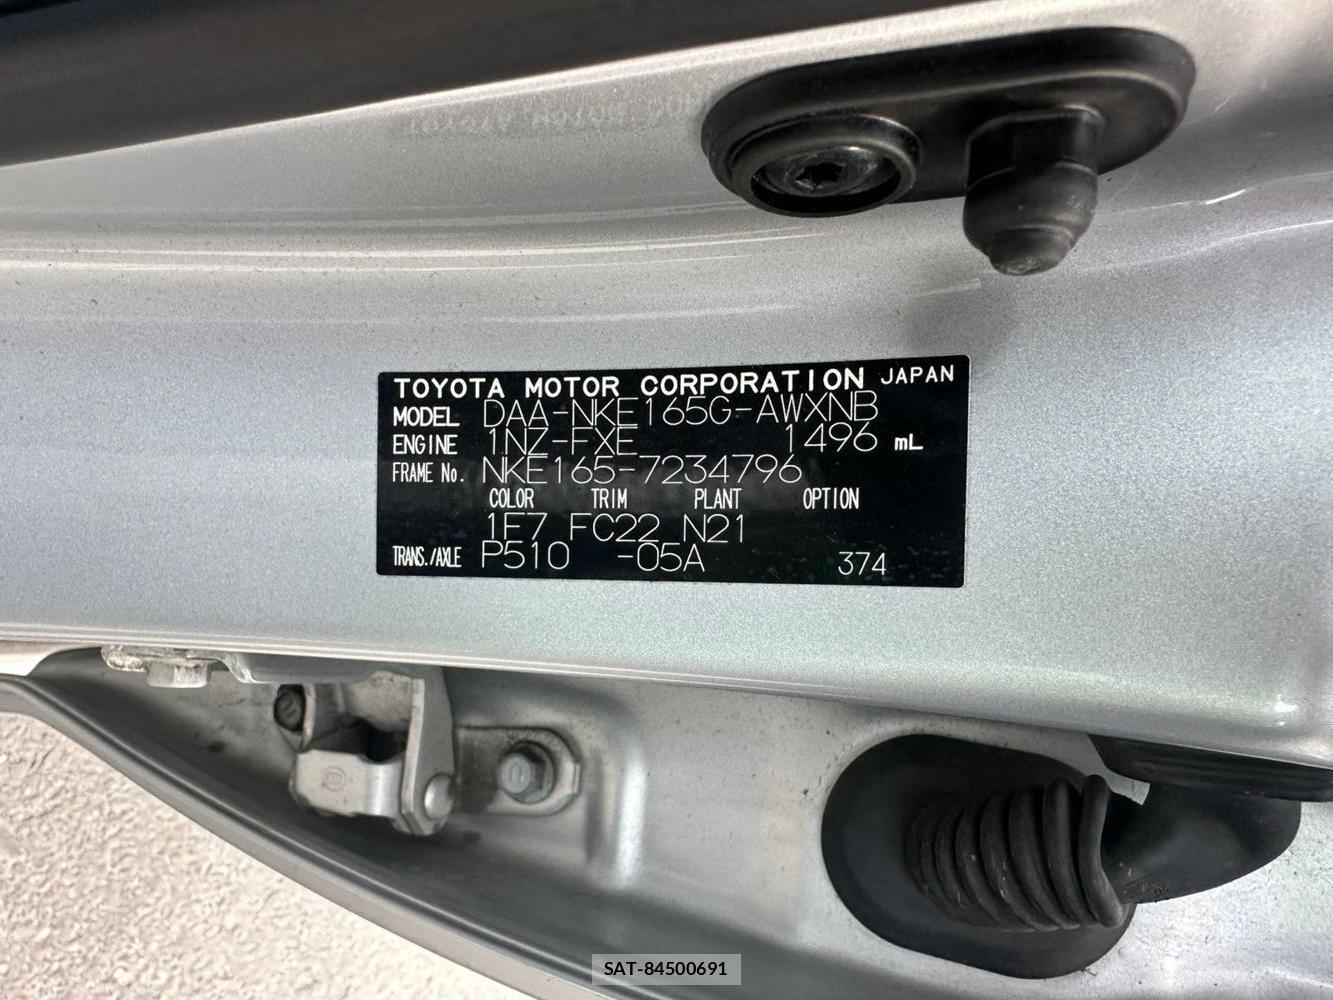 TOYOTA MOTOR CORPORATION JAPAN
MODEL DAA-NKE165G-AWXNB
ENGINE 1NZ-FXE 1496 mL
FRAME No. NKE165-7234796
COLOR TRIM PLANT OPTION
1F7 FC22 N21
TRANS./AXLE P510 -05A 374
SAT-84500691